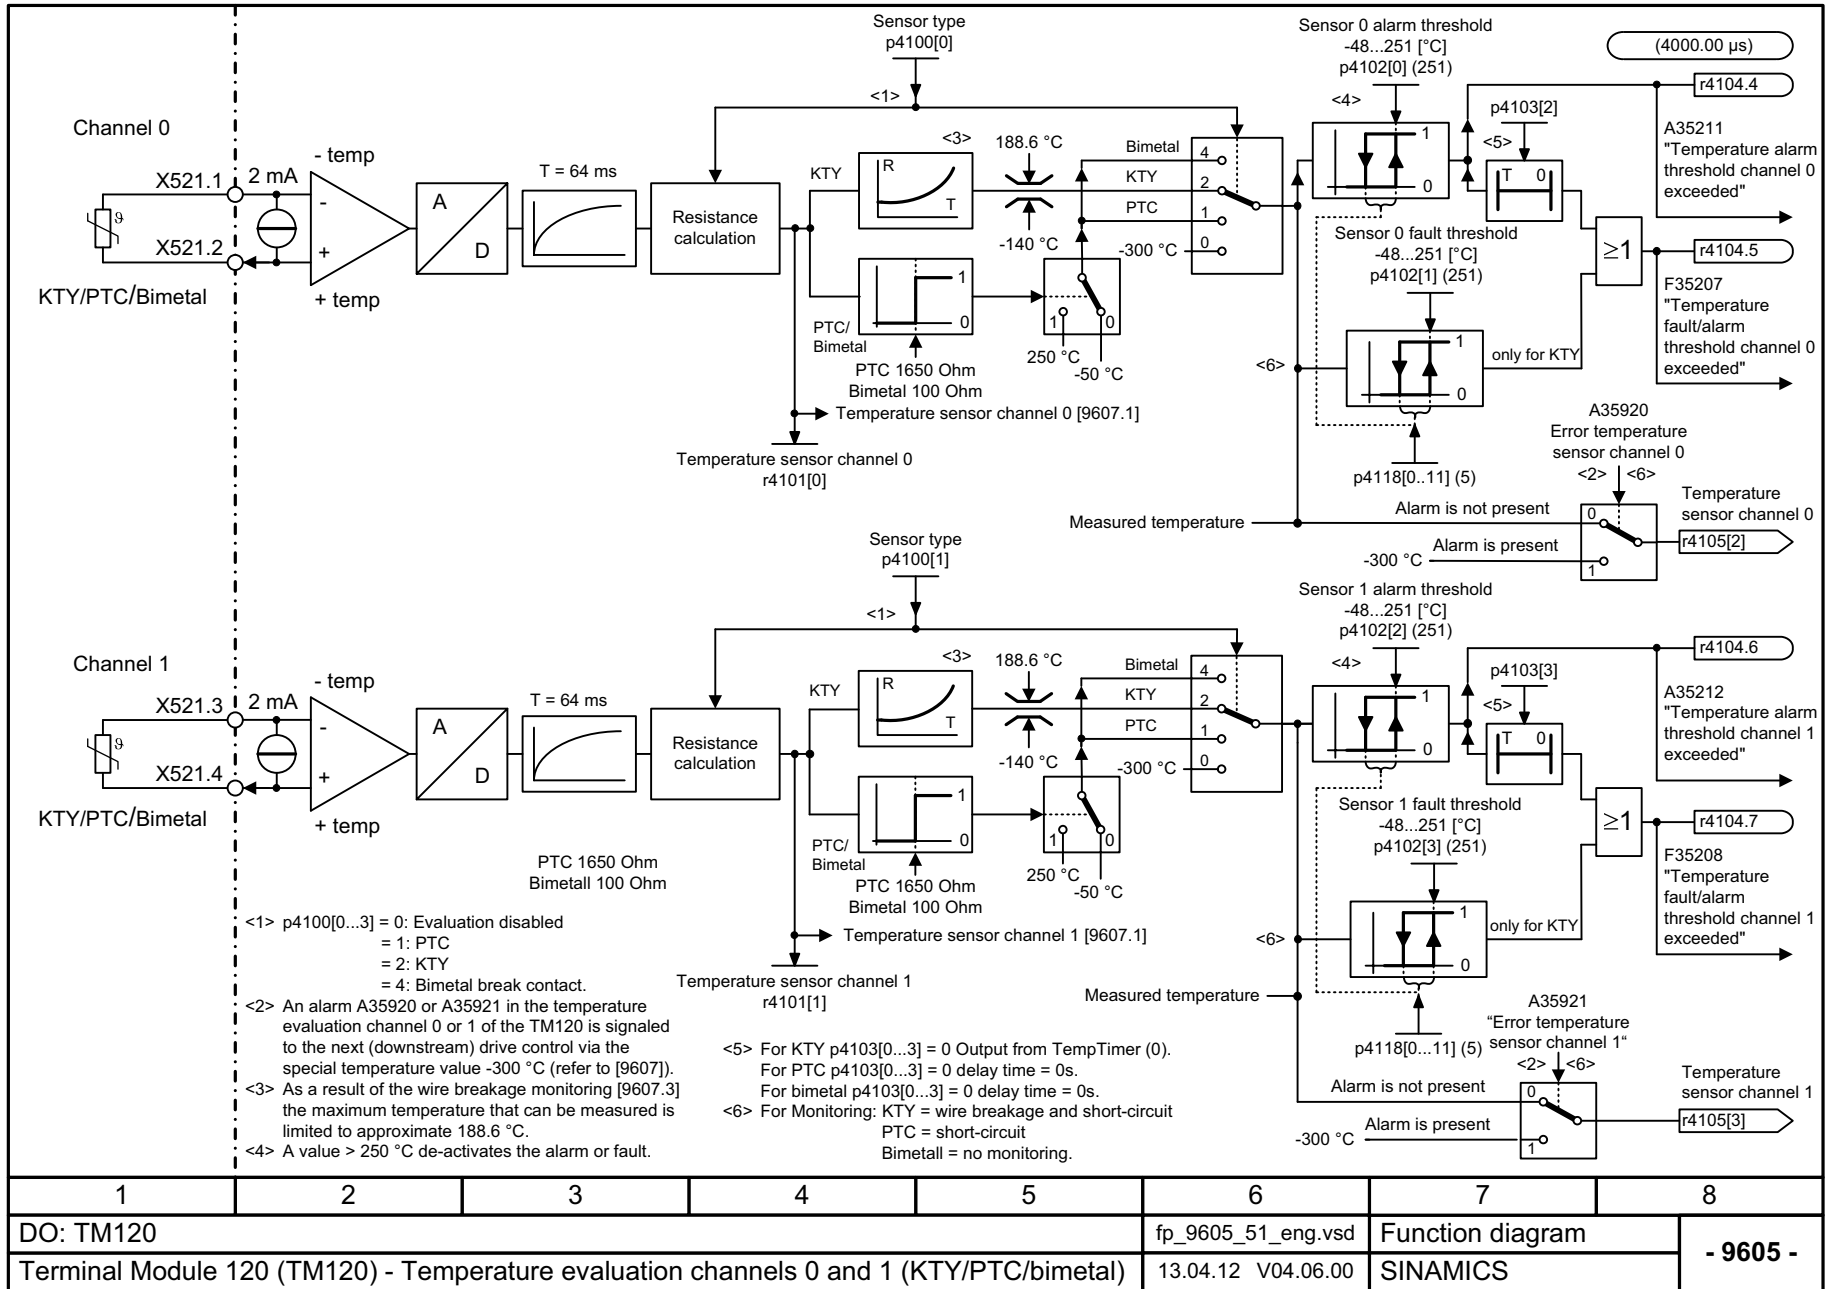 Sensor type
p4100[0]
<1>
Sensor 0 alarm threshold
-48...251 [°C]
p4102[0] (251)
<4>
(4000.00 µs)
r4104.4
p4103[2]
<5>
A35211
"Temperature alarm
threshold channel 0
exceeded"
Channel 0
X521.1
X521.2
KTY/PTC/Bimetal
2 mA
- temp
-
+
+ temp
A
D
T = 64 ms
Resistance
calculation
KTY
<3>
R
T
188.6 °C
-140 °C
PTC/
Bimetal
1
0
PTC 1650 Ohm
Bimetal 100 Ohm
1
0
250 °C
-50 °C
Bimetal
KTY
PTC
-300 °C
4
2
1
0
1
0
T 0
≥1
r4104.5
F35207
"Temperature
fault/alarm
threshold channel 0
exceeded"
Sensor 0 fault threshold
-48...251 [°C]
p4102[1] (251)
<6>
1
0
only for KTY
p4118[0..11] (5)
Temperature sensor channel 0 [9607.1]
Temperature sensor channel 0
r4101[0]
A35920
Error temperature
sensor channel 0
<2> <6>
Measured temperature
Alarm is not present
Alarm is present
-300 °C
0
1
Temperature
sensor channel 0
r4105[2]
Sensor type
p4100[1]
<1>
Sensor 1 alarm threshold
-48...251 [°C]
p4102[2] (251)
<4>
r4104.6
p4103[3]
<5>
A35212
"Temperature alarm
threshold channel 1
exceeded"
Channel 1
X521.3
X521.4
KTY/PTC/Bimetal
2 mA
- temp
-
+
+ temp
A
D
T = 64 ms
Resistance
calculation
KTY
<3>
R
T
188.6 °C
-140 °C
PTC/
Bimetal
1
0
PTC 1650 Ohm
Bimetal 100 Ohm
1
0
250 °C
-50 °C
Bimetal
KTY
PTC
-300 °C
4
2
1
0
1
0
T 0
≥1
r4104.7
F35208
"Temperature
fault/alarm
threshold channel 1
exceeded"
Sensor 1 fault threshold
-48...251 [°C]
p4102[3] (251)
<6>
1
0
only for KTY
p4118[0...11] (5)
Temperature sensor channel 1 [9607.1]
Temperature sensor channel 1
r4101[1]
A35921
“Error temperature
sensor channel 1“
<2> <6>
Measured temperature
Alarm is not present
Alarm is present
-300 °C
0
1
Temperature
sensor channel 1
r4105[3]
PTC 1650 Ohm
Bimetall 100 Ohm
<1> p4100[0...3] = 0: Evaluation disabled
= 1: PTC
= 2: KTY
= 4: Bimetal break contact.
<2> An alarm A35920 or A35921 in the temperature
evaluation channel 0 or 1 of the TM120 is signaled
to the next (downstream) drive control via the
special temperature value -300 °C (refer to [9607]).
<3> As a result of the wire breakage monitoring [9607.3]
the maximum temperature that can be measured is
limited to approximate 188.6 °C.
<4> A value > 250 °C de-activates the alarm or fault.
<5> For KTY p4103[0...3] = 0 Output from TempTimer (0).
For PTC p4103[0...3] = 0 delay time = 0s.
For bimetal p4103[0...3] = 0 delay time = 0s.
<6> For Monitoring: KTY = wire breakage and short-circuit
PTC = short-circuit
Bimetall = no monitoring.
1 2 3 4 5 6 7 8
DO: TM120
fp_9605_51_eng.vsd
Function diagram
- 9605 -
Terminal Module 120 (TM120) - Temperature evaluation channels 0 and 1 (KTY/PTC/bimetal)
13.04.12 V04.06.00
SINAMICS